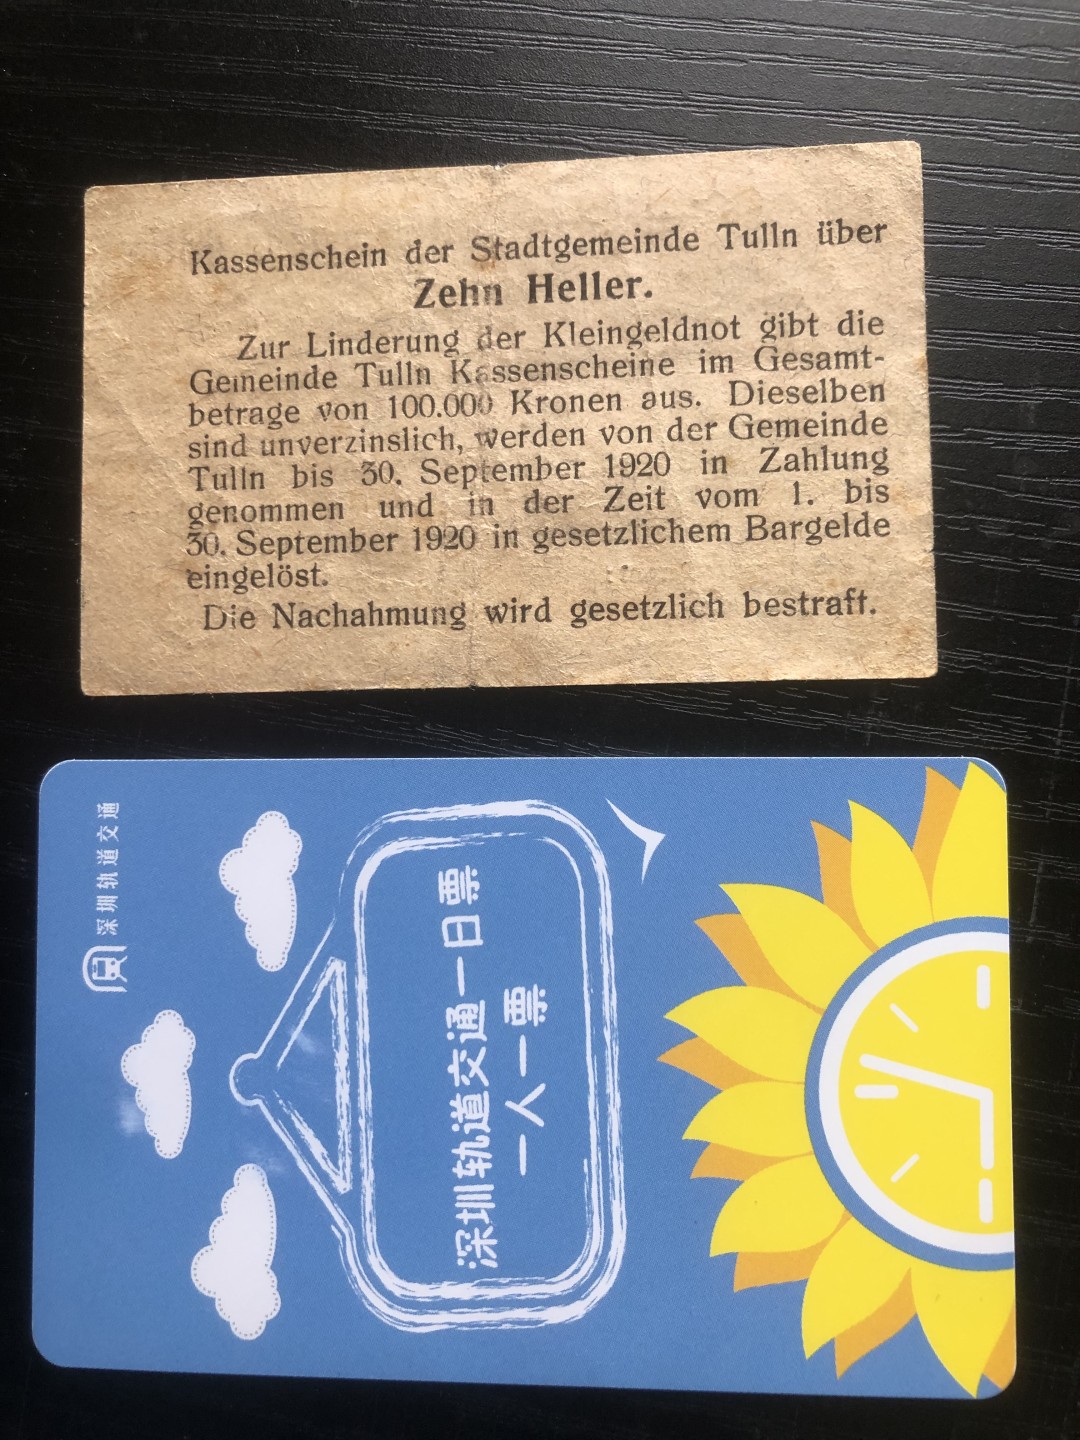 Kassenschein der Stadtgemeinde Tulln über
Zehn Heller.
Zur Linderung der Kleingeldnot gibt die
Gemeinde Tulln Kassenscheine im Gesamt-
betrage von 100.000 Kronen aus. Dieselben
sind unverzinslich, werden von der Gemeinde
Tulln bis 30. September 1920 in Zahlung
genommen und in der Zeit vom 1. bis
30. September 1920 in gesetzlichem Bargelde
eingelöst.
Die Nachahmung wird gesetzlich bestraft.
深圳轨道交通
深圳轨道交通一日票
一人一票